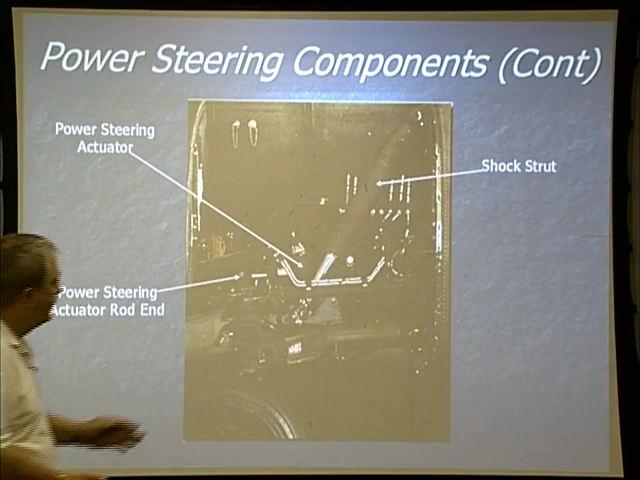 Power Steering Components (Cont)
Power Steering
Actuator
Shock Strut
Power Steering
Actuator Rod End